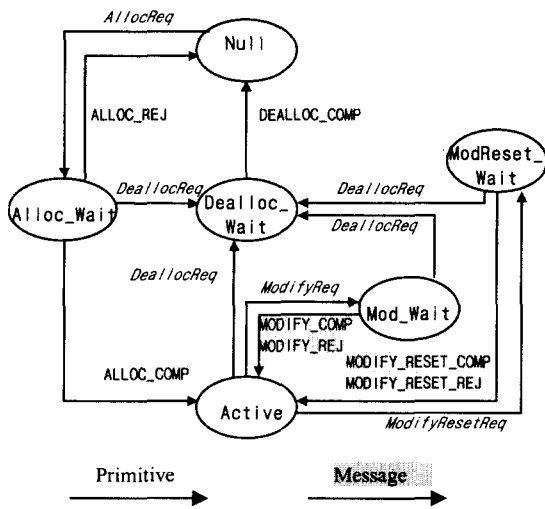 AllocReq
Null
ALLOC_REJ
DEALLOC_COMP
ModReset_
Wait
DeallocReq
DeallocReq
Alloc_Wait
Dealloc_
Wait
DeallocReq
DeallocReq
ModifyReq
Mod_Wait
MODIFY_COMP
MODIFY_REJ
MODIFY_RESET_COMP
MODIFY_RESET_REJ
ALLOC_COMP
Active
ModifyResetReq
Primitive
Message